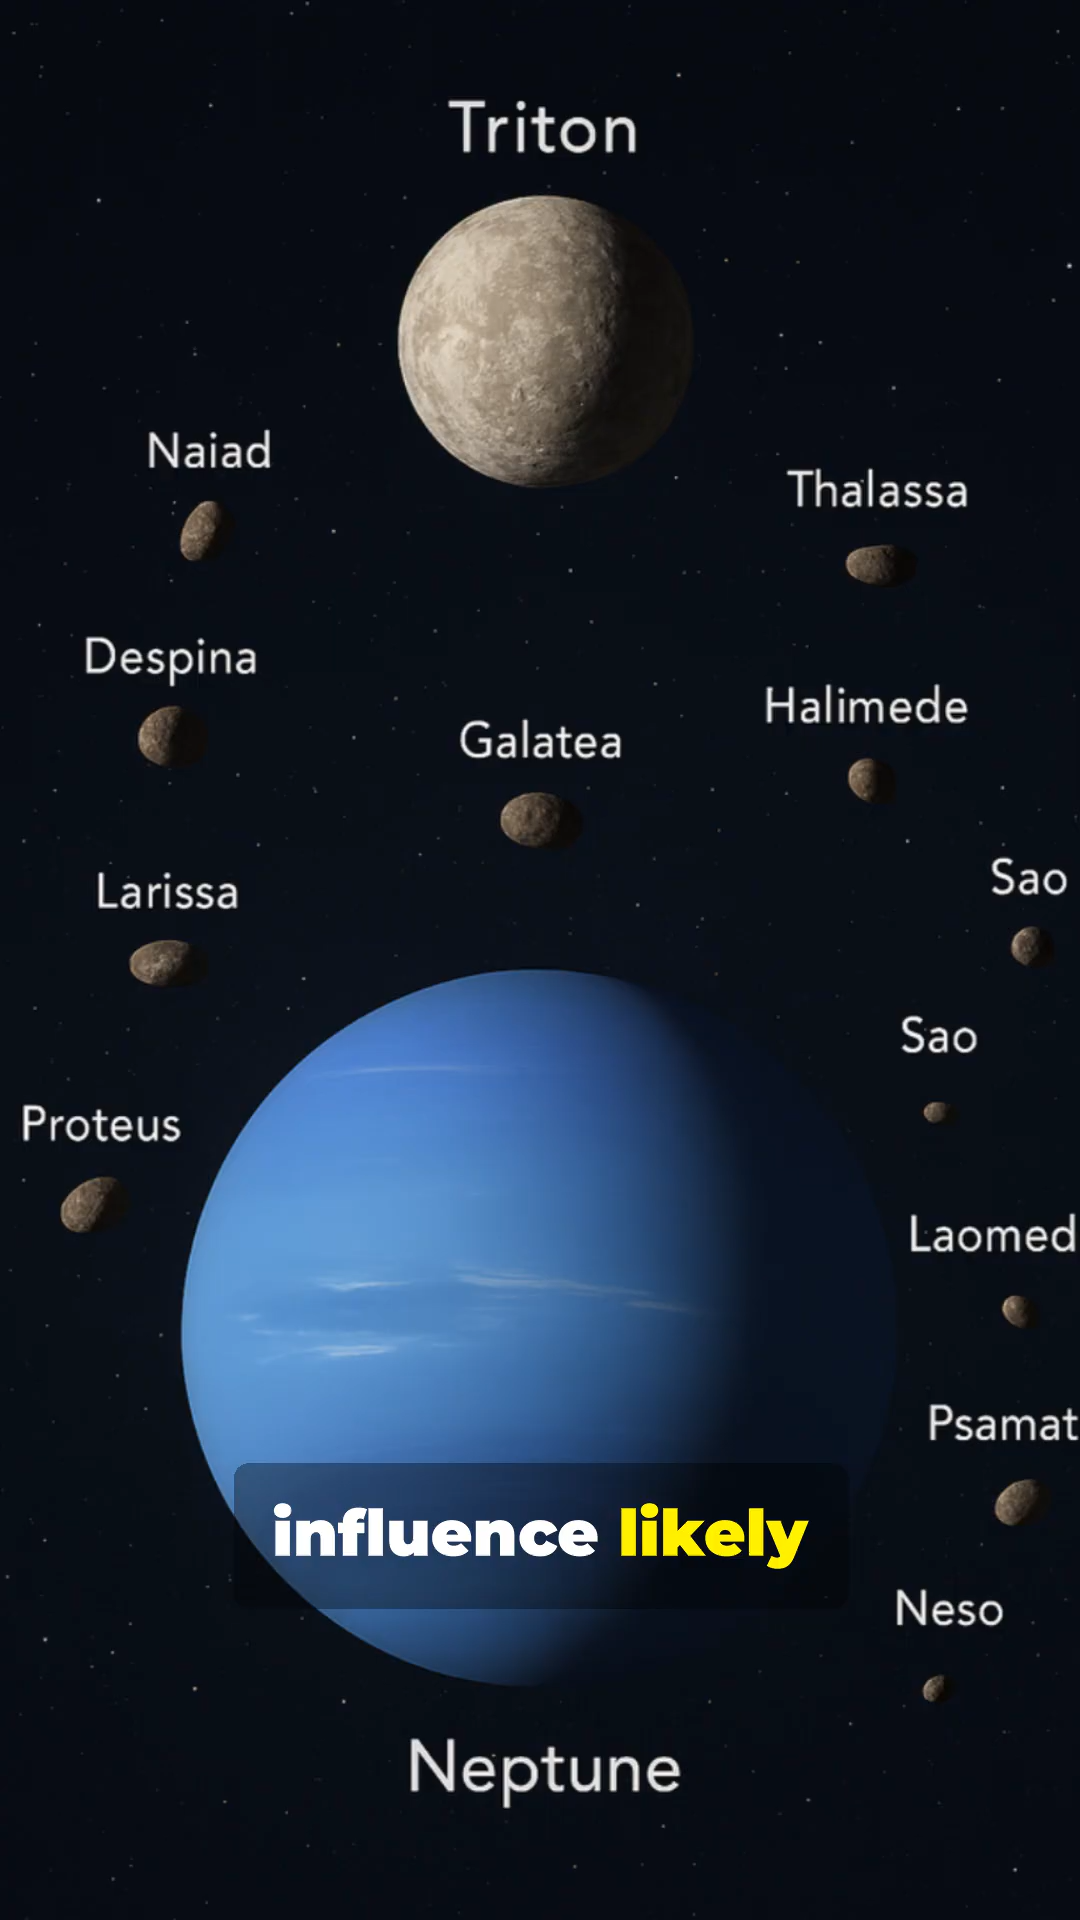 Triton
Naiad
Thalassa
Despina
Halimede
Galatea
Sao
Larissa
Sao
Proteus
Laomed
Psamat
influence likely
Neso
Neptune